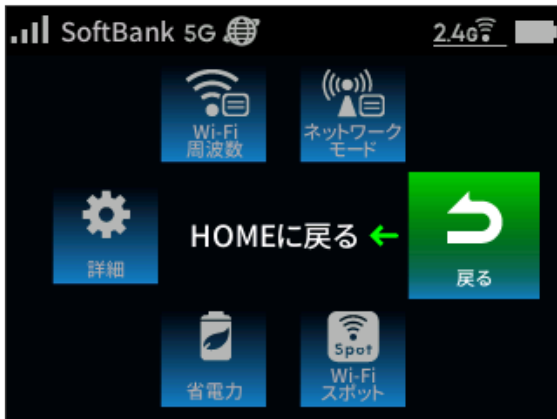 SoftBank 5G 2.4G
Wi-Fi
周波数
ネットワーク
モード
詳細
HOMEに戻る
戻る
省電力
Spot
Wi-Fi
スポット